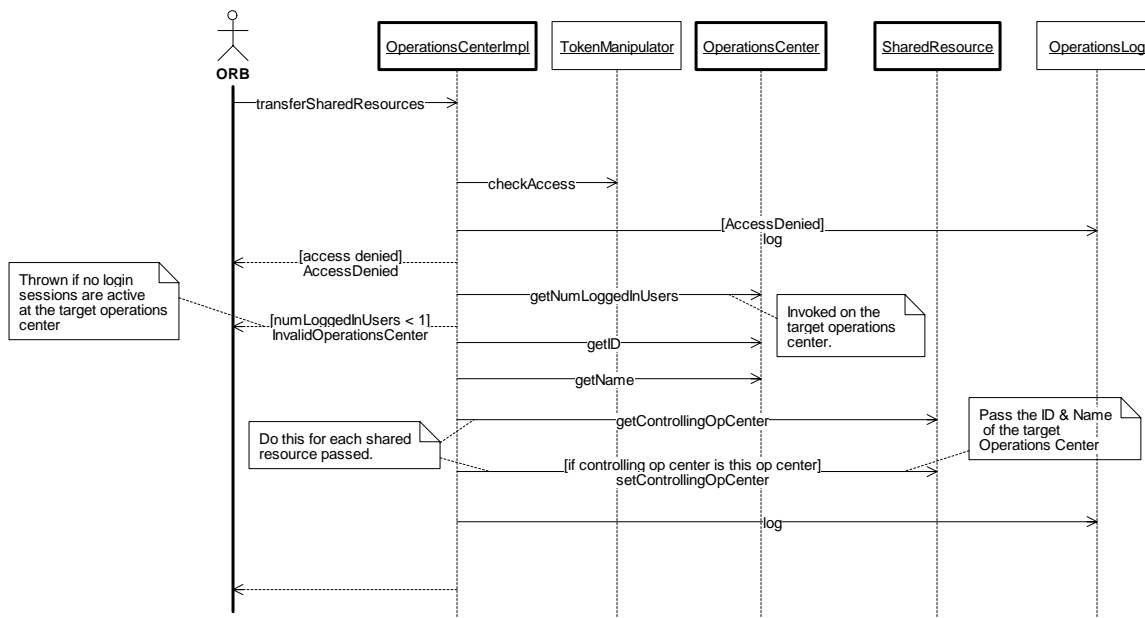 ORB
OperationsCenterImpl
TokenManipulator
OperationsCenter
SharedResource
OperationsLog
transferSharedResources
checkAccess
[AccessDenied]
log
[access denied]
AccessDenied
Thrown if no login
sessions are active
at the target operations
center
getNumLoggedInUsers
Invoked on the
target operations
center.
[numLoggedInUsers < 1]
InvalidOperationsCenter
getID
getName
Do this for each shared
resource passed.
getControllingOpCenter
Pass the ID & Name
of the target
Operations Center
[if controlling op center is this op center]
setControllingOpCenter
log